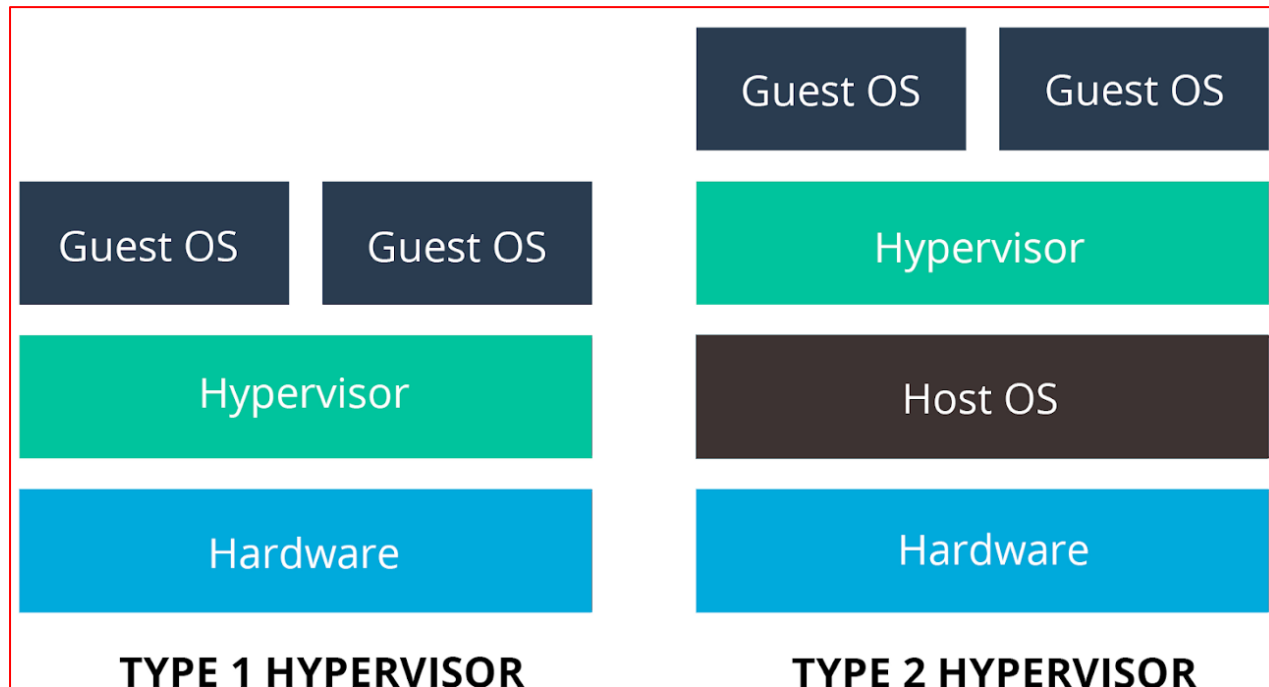 Guest OS
Guest OS
Hypervisor
Hardware
TYPE 1 HYPERVISOR
Guest OS
Guest OS
Hypervisor
Host OS
Hardware
TYPE 2 HYPERVISOR